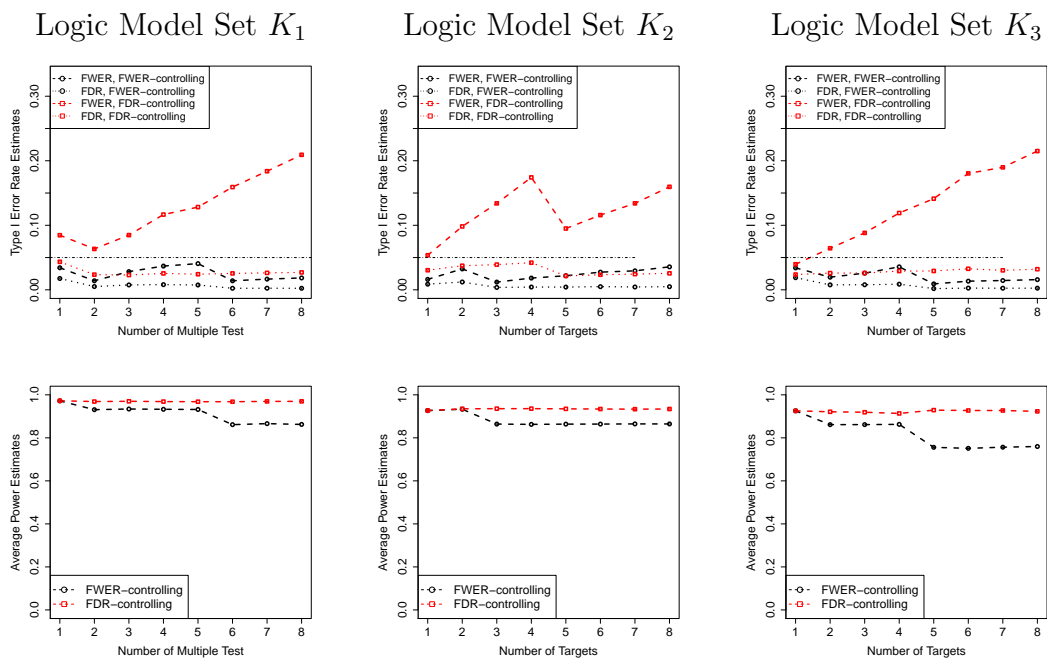 Logic Model Set K1
Logic Model Set K2
Logic Model Set K3
Type I Error Rate Estimates
0.30
0.20
0.10
0.00
FWER, FWER−controlling
FDR, FWER−controlling
FWER, FDR−controlling
FDR, FDR−controlling
1 2 3 4 5 6 7 8
Number of Multiple Test
Type I Error Rate Estimates
0.30
0.20
0.10
0.00
FWER, FWER−controlling
FDR, FWER−controlling
FWER, FDR−controlling
FDR, FDR−controlling
1 2 3 4 5 6 7 8
Number of Targets
Type I Error Rate Estimates
0.30
0.20
0.10
0.00
FWER, FWER−controlling
FDR, FWER−controlling
FWER, FDR−controlling
FDR, FDR−controlling
1 2 3 4 5 6 7 8
Number of Targets
Average Power Estimates
1.0
0.8
0.6
0.4
0.2
0.0
FWER−controlling
FDR−controlling
1 2 3 4 5 6 7 8
Number of Multiple Test
Average Power Estimates
1.0
0.8
0.6
0.4
0.2
0.0
FWER−controlling
FDR−controlling
1 2 3 4 5 6 7 8
Number of Targets
Average Power Estimates
1.0
0.8
0.6
0.4
0.2
0.0
FWER−controlling
FDR−controlling
1 2 3 4 5 6 7 8
Number of Targets